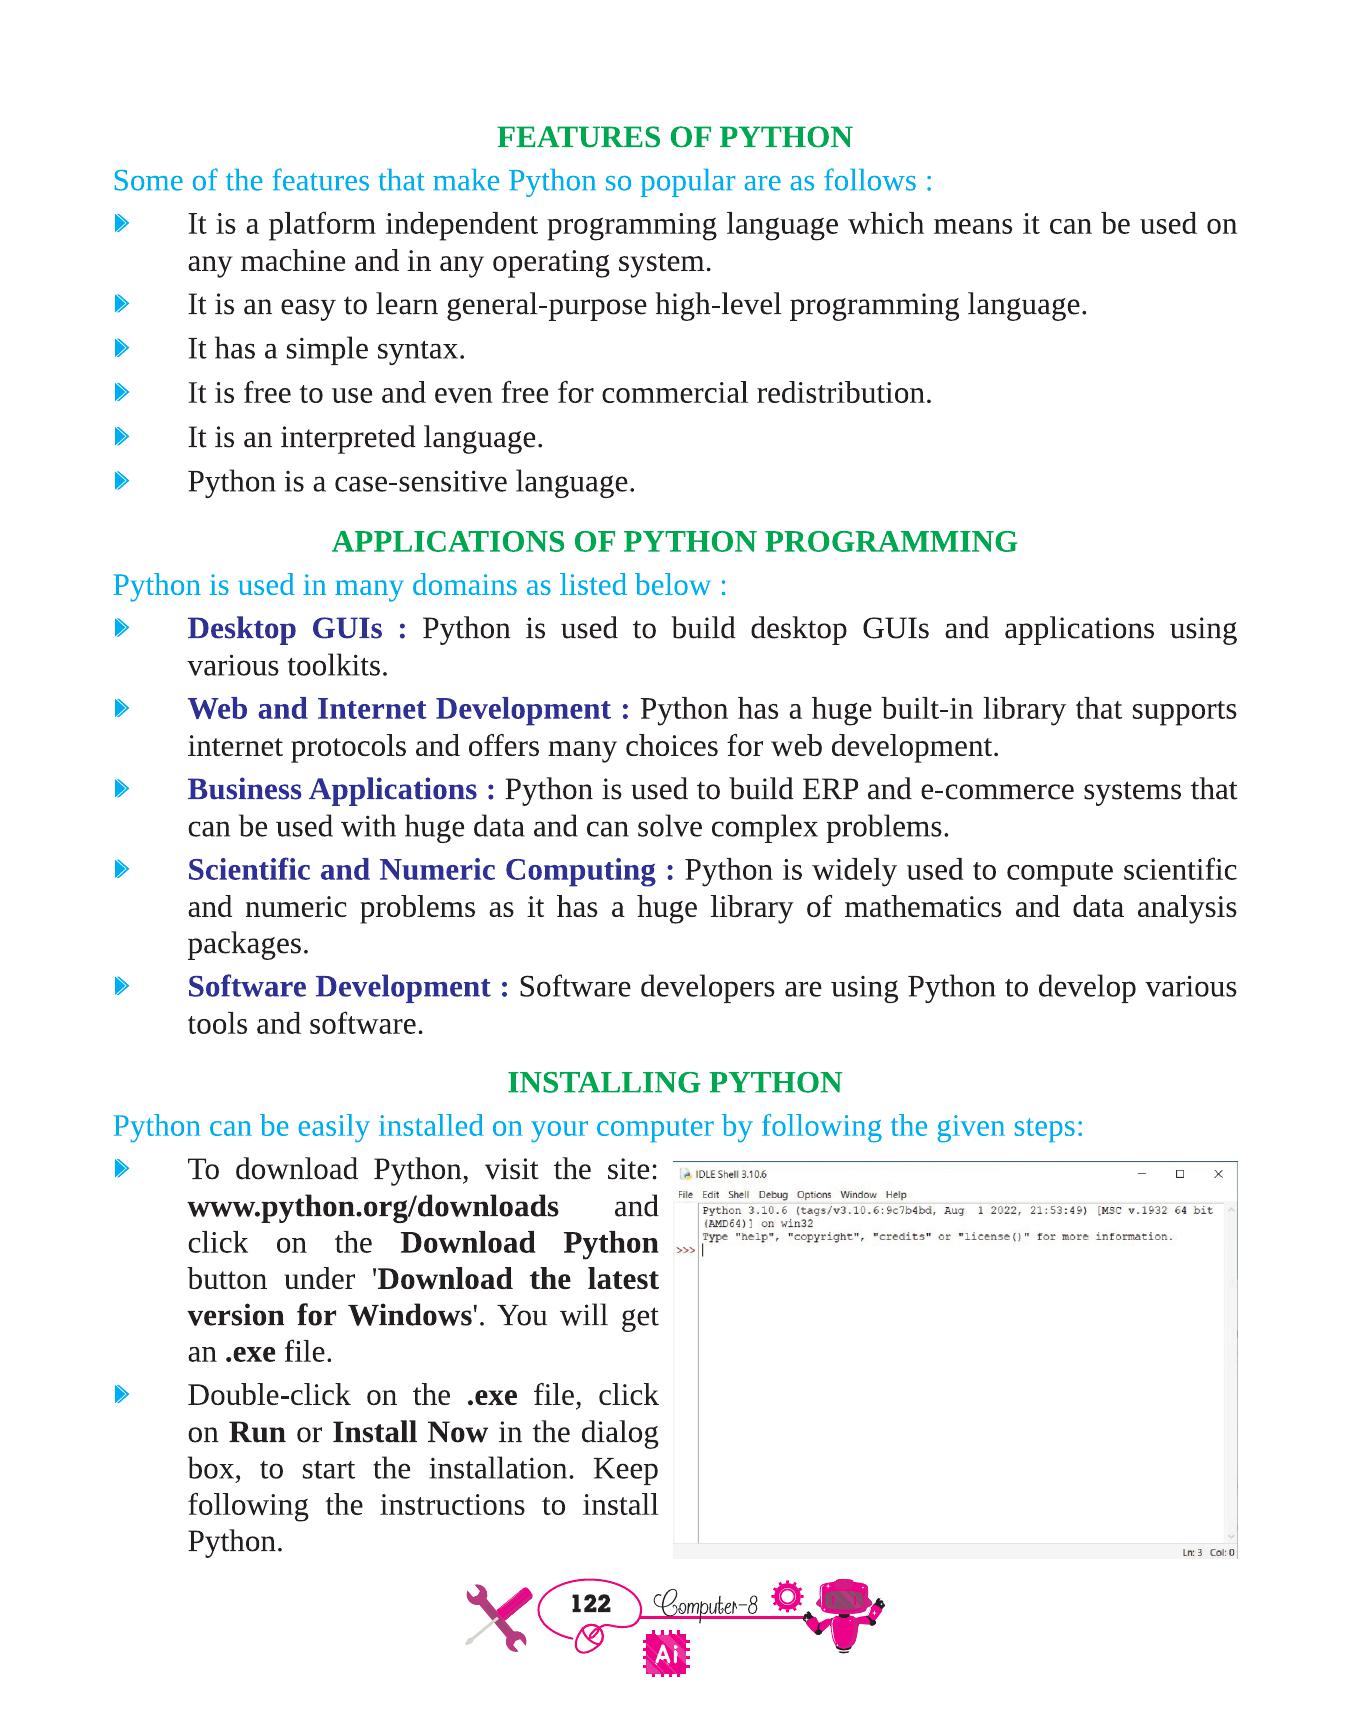 FEATURES OF PYTHON
Some of the features that make Python so popular are as follows :
It is a platform independent programming language which means it can be used on
any machine and in any operating system.
It is an easy to learn general-purpose high-level programming language.
It has a simple syntax.
It is free to use and even free for commercial redistribution.
It is an interpreted language.
Python is a case-sensitive language.
APPLICATIONS OF PYTHON PROGRAMMING
Python is used in many domains as listed below :
Desktop GUIs : Python is used to build desktop GUIs and applications using
various toolkits.
Web and Internet Development : Python has a huge built-in library that supports
internet protocols and offers many choices for web development.
Business Applications : Python is used to build ERP and e-commerce systems that
can be used with huge data and can solve complex problems.
Scientific and Numeric Computing : Python is widely used to compute scientific
and numeric problems as it has a huge library of mathematics and data analysis
packages.
Software Development : Software developers are using Python to develop various
tools and software.
INSTALLING PYTHON
Python can be easily installed on your computer by following the given steps:
To download Python, visit the site:
www.python.org/downloads and
click on the Download Python
button under 'Download the latest
version for Windows'. You will get
an .exe file.
Double-click on the .exe file, click
on Run or Install Now in the dialog
box, to start the installation. Keep
following the instructions to install
Python.
IDLE Shell 3.10.6
File Edit Shell Debug Options Window Help
Python 3.10.6 (tags/v3.10.6:9c7b4bd, Aug  1 2022, 21:53:49) [MSC v.1932 64 bit
(AMD64)] on win32
Type "help", "copyright", "credits" or "license()" for more information.
>>>
Ln: 3 Col: 0
122
Computer-8
Ai